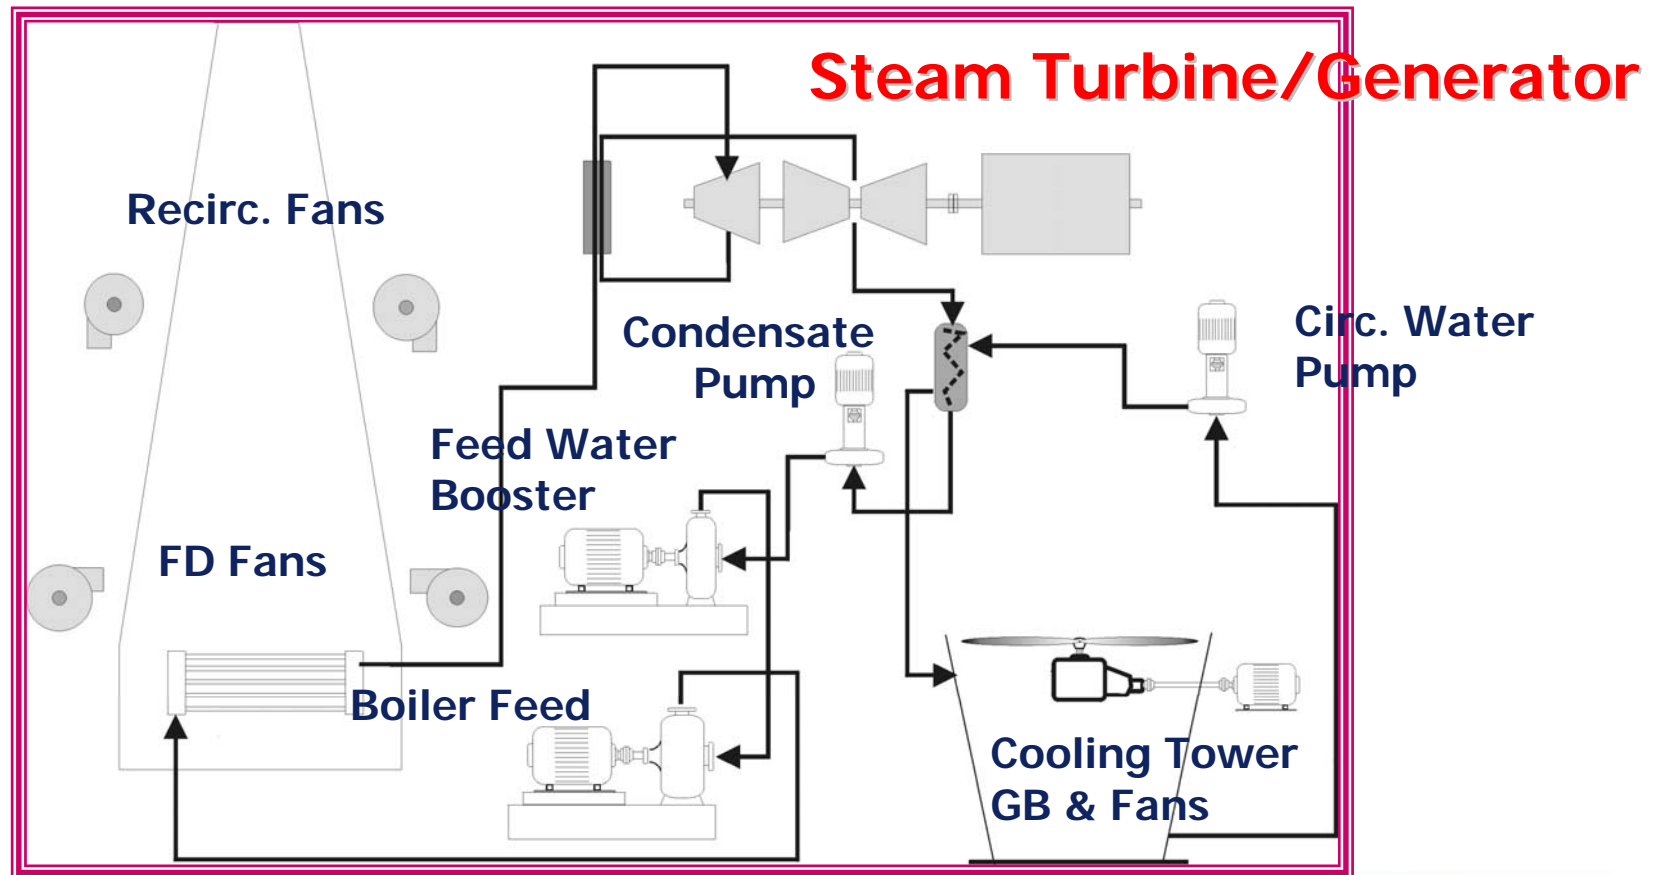 Steam Turbine/Generator
Recirc. Fans
Condensate
Pump
Circ. Water
Pump
Feed Water
Booster
FD Fans
Boiler Feed
Cooling Tower
GB & Fans